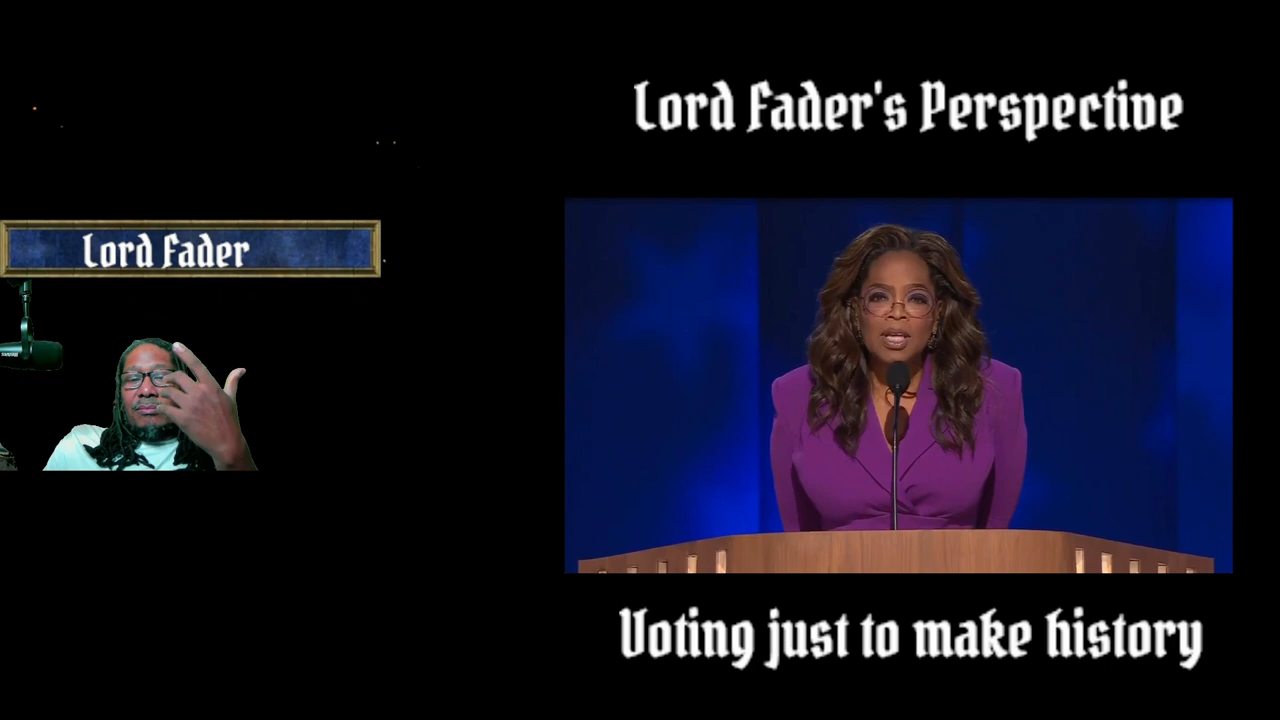 Lord Fader's Perspective
Lord Fader
Voting just to make history